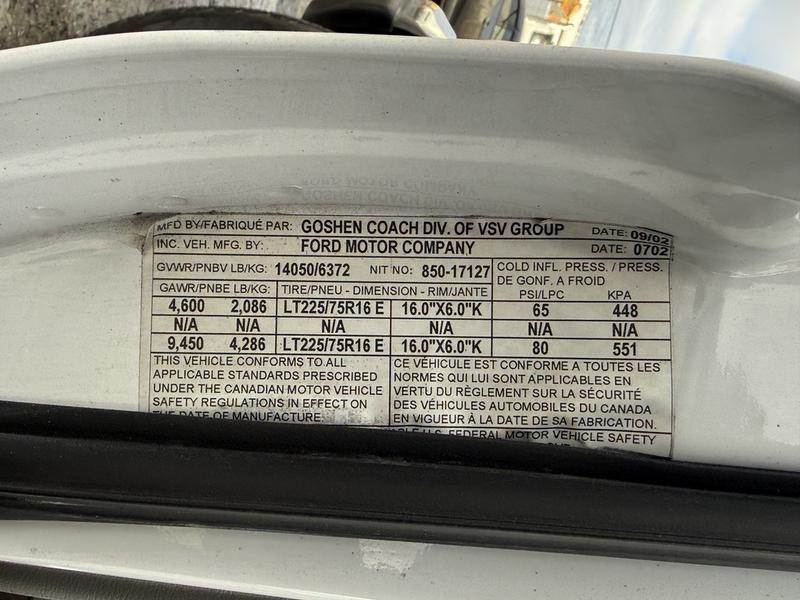 MFD BY/FABRIQUÉ PAR: GOSHEN COACH DIV. OF VSV GROUP DATE: 09/02
INC. VEH. MFG. BY: FORD MOTOR COMPANY DATE: 0702
GVWR/PNBV LB/KG: 14050/6372 NIT NO: 850-17127 COLD INFL. PRESS. / PRESS. DE GONF. A FROID
GAWR/PNBE LB/KG: TIRE/PNEU - DIMENSION - RIM/JANTE PSI/LPC KPA
4,600 2,086 LT225/75R16 E 16.0"X6.0"K 65 448
N/A N/A N/A N/A N/A N/A
9,450 4,286 LT225/75R16 E 16.0"X6.0"K 80 551
THIS VEHICLE CONFORMS TO ALL
APPLICABLE STANDARDS PRESCRIBED
UNDER THE CANADIAN MOTOR VEHICLE
SAFETY REGULATIONS IN EFFECT ON
THE DATE OF MANUFACTURE.
CE VÉHICULE EST CONFORME A TOUTES LES
NORMES QUI LUI SONT APPLICABLES EN
VERTU DU RÈGLEMENT SUR LA SÉCURITÉ
DES VÉHICULES AUTOMOBILES DU CANADA
EN VIGUEUR À LA DATE DE SA FABRICATION.
U.S. FEDERAL MOTOR VEHICLE SAFETY